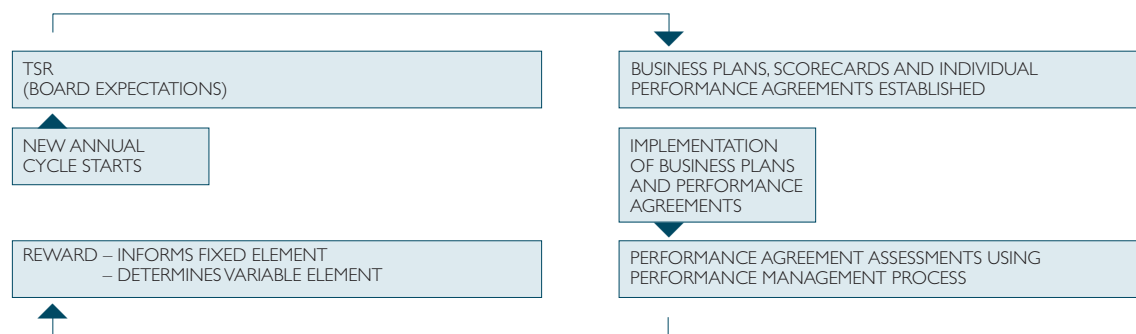 TSR
(BOARD EXPECTATIONS)
BUSINESS PLANS, SCORECARDS AND INDIVIDUAL
PERFORMANCE AGREEMENTS ESTABLISHED
NEW ANNUAL
CYCLE STARTS
IMPLEMENTATION
OF BUSINESS PLANS
AND PERFORMANCE
AGREEMENTS
REWARD – INFORMS FIXED ELEMENT
– DETERMINES VARIABLE ELEMENT
PERFORMANCE AGREEMENT ASSESSMENTS USING
PERFORMANCE MANAGEMENT PROCESS